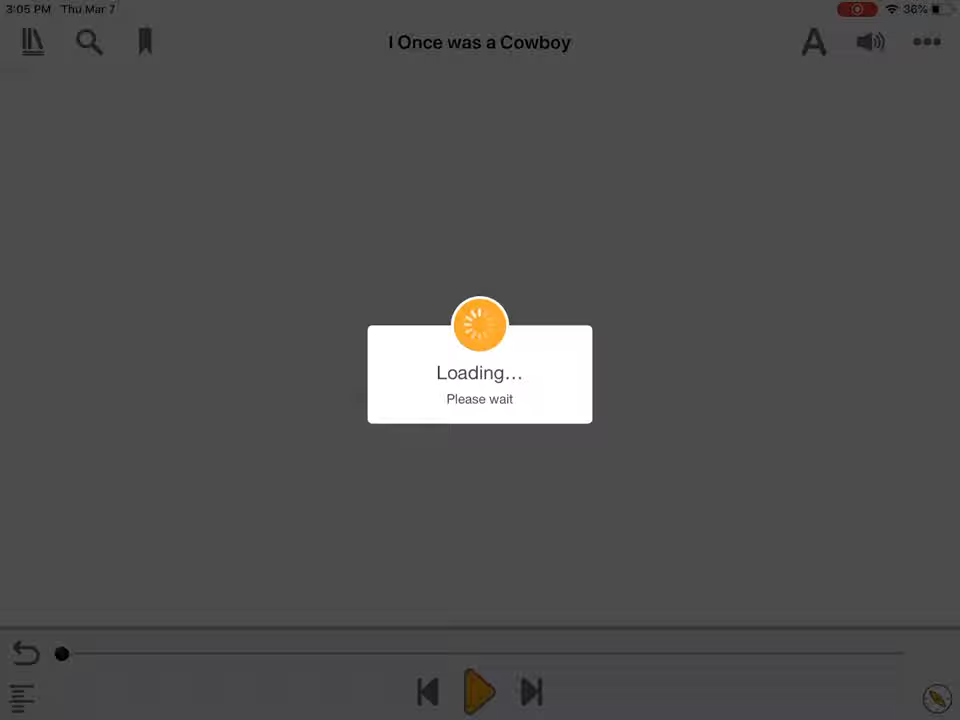 3:05 PM Thu Mar 7
36%
I Once was a Cowboy
A
Loading...
Please wait